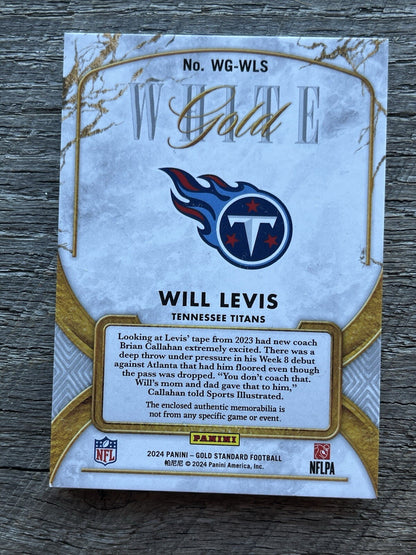 No. WG-WLS
WHITE
Gold
T
WILL LEVIS
TENNESSEE TITANS
Looking at Levis' tape from 2023 had new coach
Brian Callahan extremely excited. There was a
deep throw under pressure in his Week 8 debut
against Atlanta that had him floored even though
the pass was dropped. "You don't coach that.
Will's mom and dad gave that to him,"
Callahan told Sports Illustrated.
The enclosed authentic memorabilia is
not from any specific game or event.
PANINI
NFL
NFLPA
2024 PANINI – GOLD STANDARD FOOTBALL
帕尼尼 © 2024 Panini America, Inc.